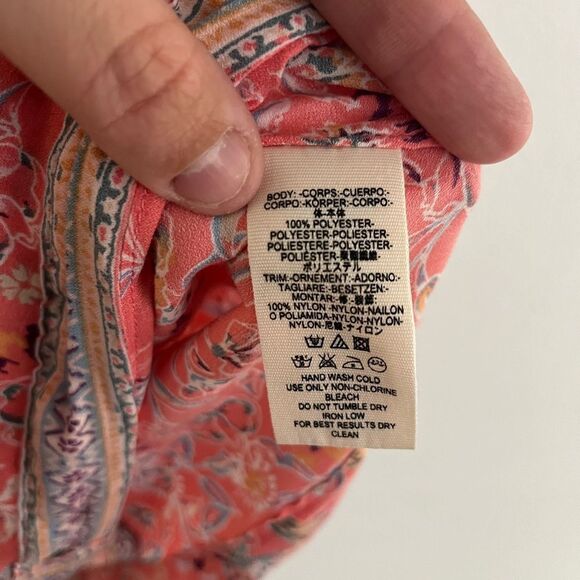 BODY: -CORPS-CUERPO-
CORPO-KÖRPER-CORPO-
体-本体
100% POLYESTER-
POLYESTER-POLIÉSTER-
POLIESTERE-POLYESTER-
POLIÉSTER-聚酯纖維-
ポリエステル
TRIM:-ORNEMENT-ADORNO-
TAGLIARE-BESETZEN-
MONTAR-修-装飾-
100% NYLON -NYLON-NAILON
O POLIAMIDA-NYLON-NYLON-
NYLON-尼龍-ナイロン
HAND WASH COLD
USE ONLY NON-CHLORINE
BLEACH
DO NOT TUMBLE DRY
IRON LOW
FOR BEST RESULTS DRY
CLEAN